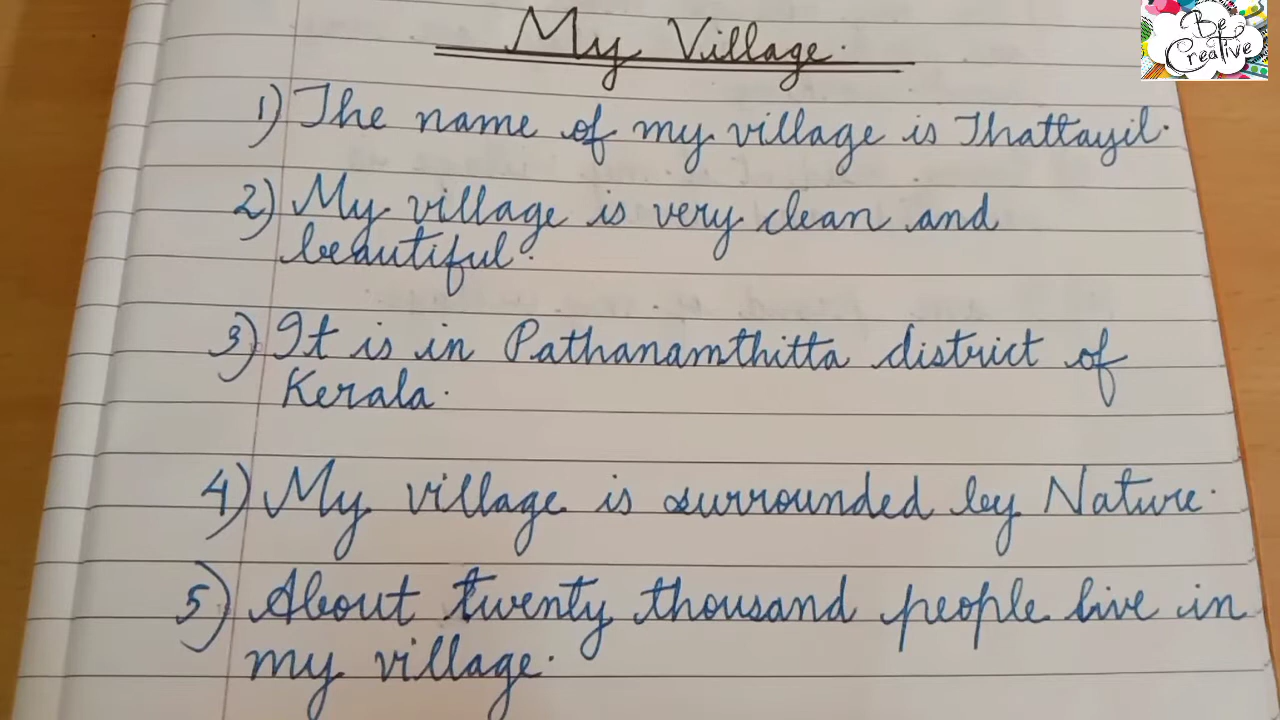 Be
Creative
My Village.
1) The name of my village is Thattayil.
2) My village is very clean and
beautiful.
3) It is in Pathanamthitta district of
Kerala.
4) My village is surrounded by Nature.
5) About twenty thousand people live in
my village.